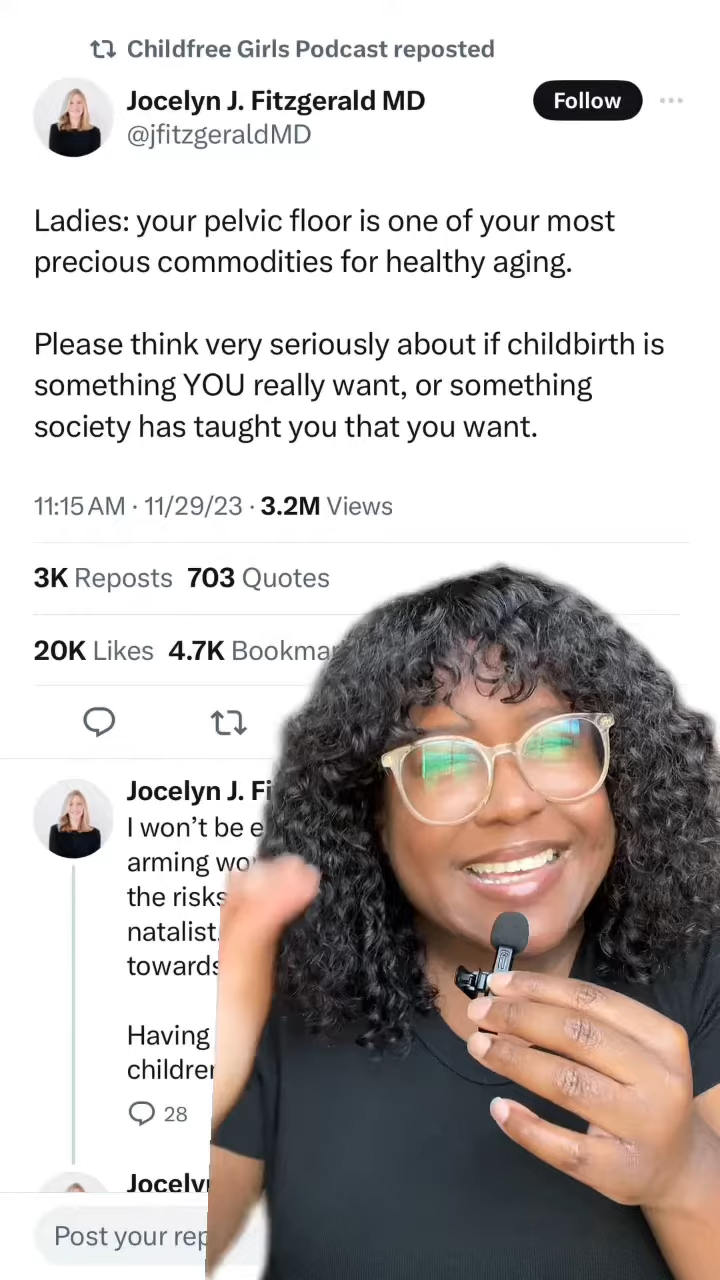 Childfree Girls Podcast reposted
Jocelyn J. Fitzgerald MD
Follow
@jfitzgeraldMD
Ladies: your pelvic floor is one of your most
precious commodities for healthy aging.
Please think very seriously about if childbirth is
something YOU really want, or something
society has taught you that you want.
11:15 AM · 11/29/23 · 3.2M Views
3K Reposts 703 Quotes
20K Likes 4.7K
Jocelyn J.
I won't be
arming
the risks
natalist.
towards
Having
28
Post your